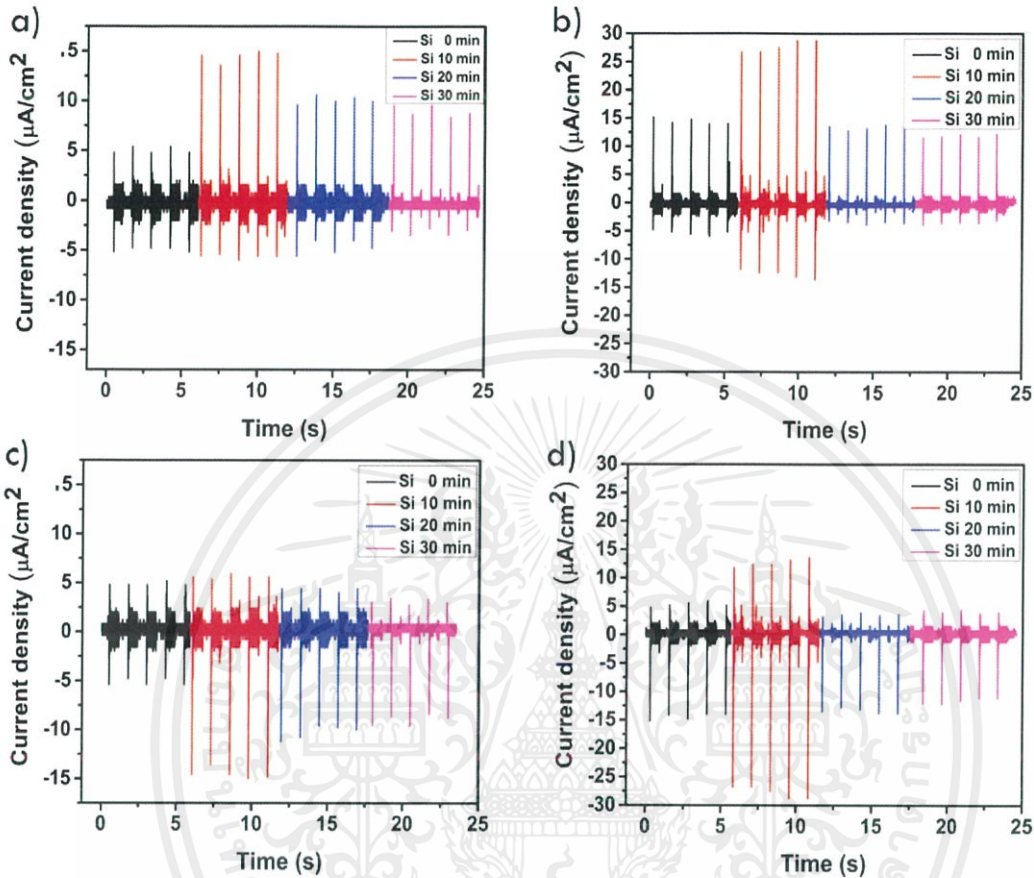 a)
Current density (µA/cm²)
.5
10
5
0
-5
-10
-15
0 5 10 15 20 25
Time (s)
Si 0 min
Si 10 min
Si 20 min
Si 30 min
b)
Current density (µA/cm²)
30
25
20
15
10
5
0
-5
-10
-15
-20
-25
-30
0 5 10 15 20 25
Time (s)
Si 0 min
Si 10 min
Si 20 min
Si 30 min
c)
Current density (µA/cm²)
.5
10
5
0
-5
-10
-15
0 5 10 15 20 25
Time (s)
Si 0 min
Si 10 min
Si 20 min
Si 30 min
d)
Current density (µA/cm²)
30
25
20
15
10
5
0
-5
-10
-15
-20
-25
-30
0 5 10 15 20 25
Time (s)
Si 0 min
Si 10 min
Si 20 min
Si 30 min